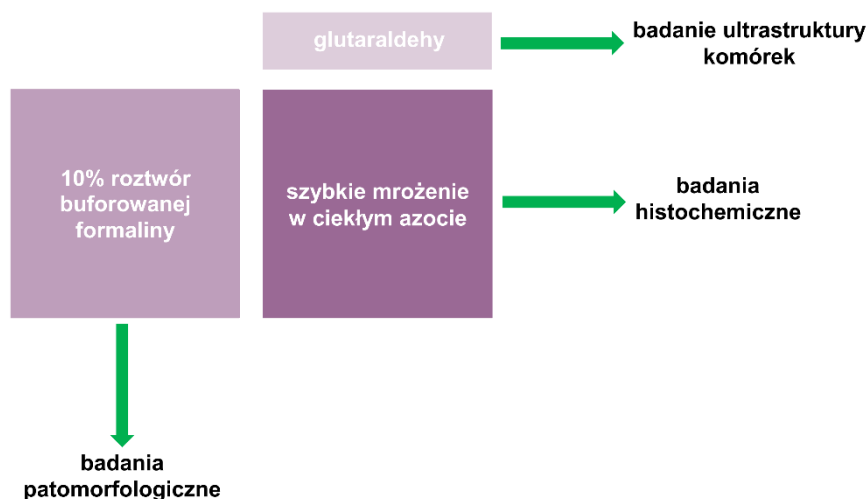 glutaraldehy
badanie ultrastruktury
komórek
10% roztwór
buforowanej
formaliny
szybkie mrożenie
w ciekłym azocie
badania
histochemiczne
badania
patomorfologiczne